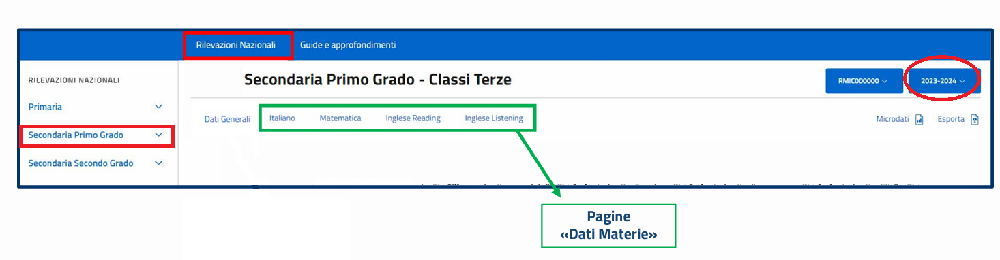 Rilevazioni Nazionali Guide e approfondimenti
RILEVAZIONI NAZIONALI
Primaria
Secondaria Primo Grado
Secondaria Secondo Grado
Secondaria Primo Grado - Classi Terze
RMIC000000 2023-2024
Dati Generali Italiano Matematica Inglese Reading Inglese Listening
Microdati Esporta
Pagine
«Dati Materie»